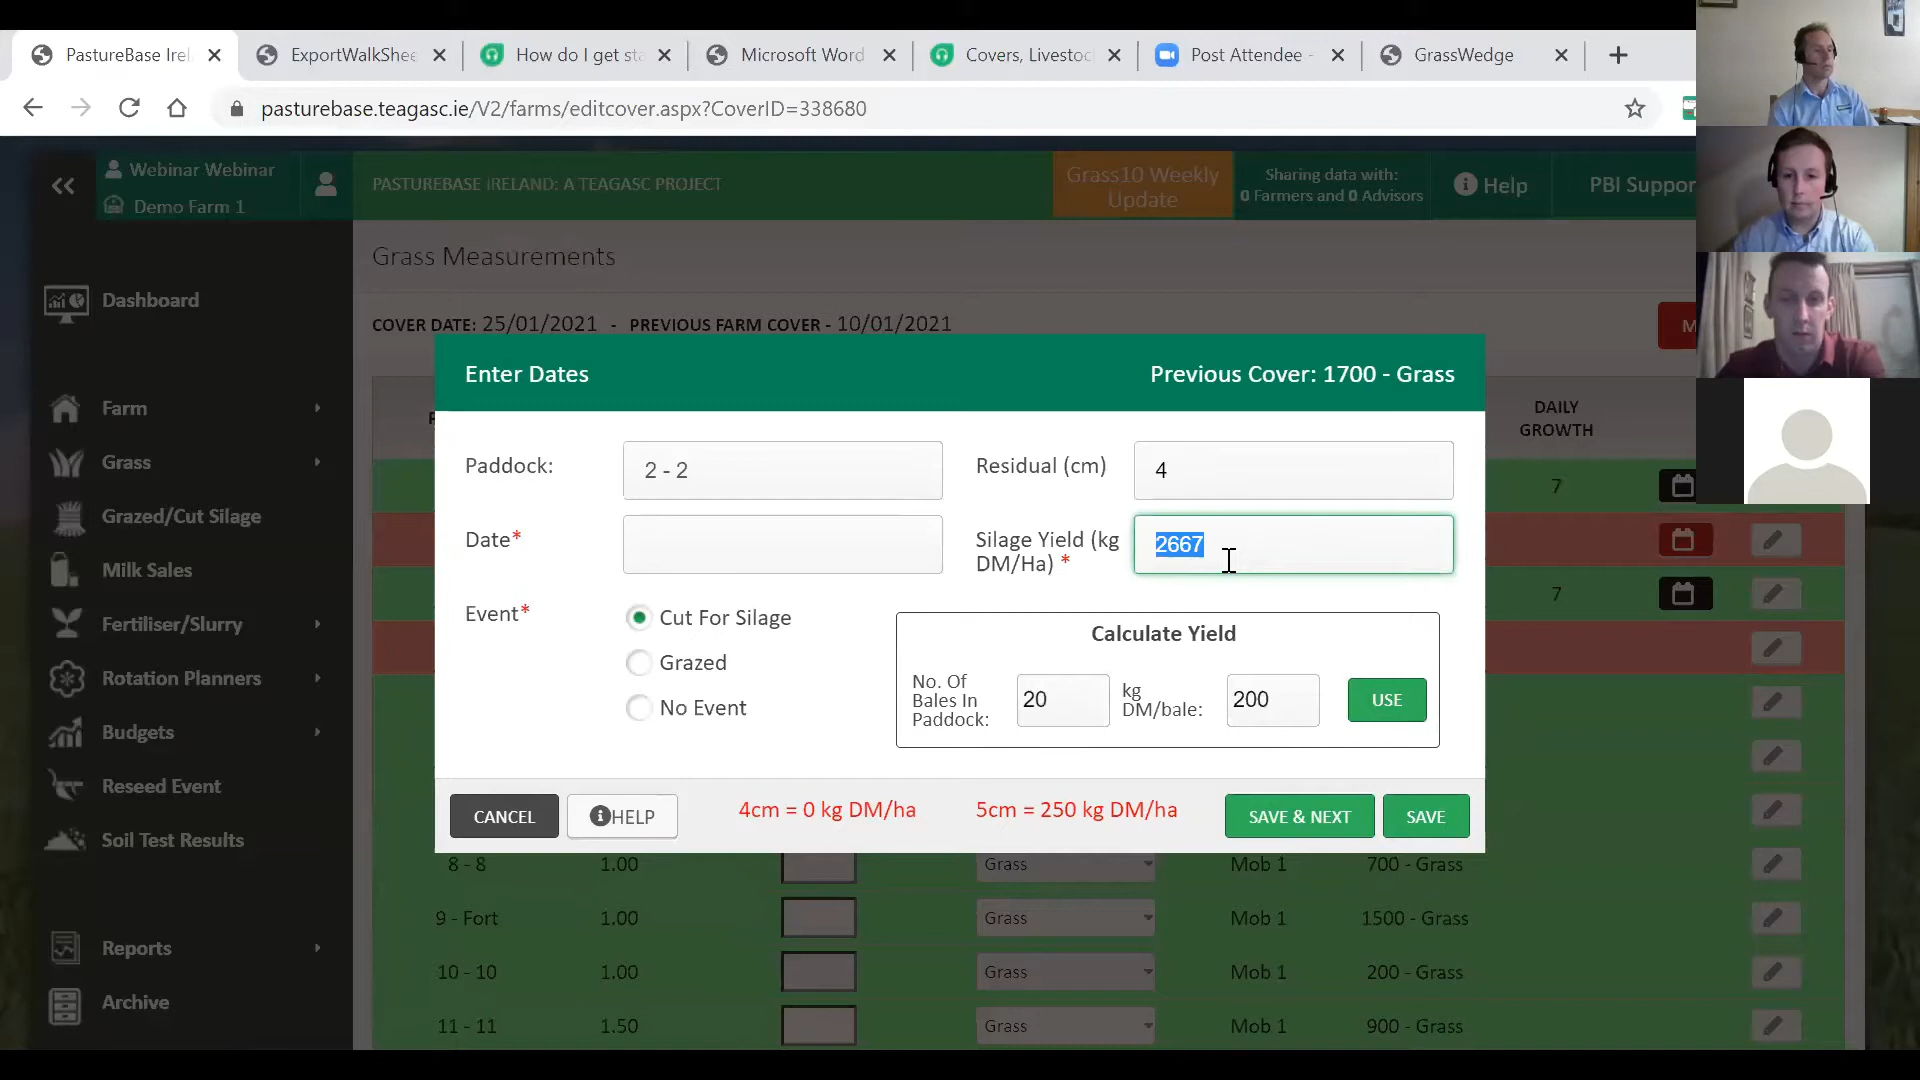 PastureBase Irel
ExportWalkShee
How do I get sta
Microsoft Word
Covers, Livestoc
Post Attendee -
GrassWedge
pasturebase.teagasc.ie/V2/farms/editcover.aspx?CoverID=338680
Webinar Webinar
Demo Farm 1
PASTUREBASE IRELAND: A TEAGASC PROJECT
Grass10 Weekly
Update
Sharing data with:
0 Farmers and 0 Advisors
Help
PBI Suppor
Grass Measurements
COVER DATE: 25/01/2021 - PREVIOUS FARM COVER - 10/01/2021
M
Dashboard
Farm
Grass
Grazed/Cut Silage
Milk Sales
Fertiliser/Slurry
Rotation Planners
Budgets
Reseed Event
Soil Test Results
Reports
Archive
DAILY
GROWTH
7
7
Enter Dates
Previous Cover: 1700 - Grass
Paddock:
2 - 2
Residual (cm)
4
Date*
Silage Yield (kg
DM/Ha) *
2667
Event*
Cut For Silage
Grazed
No Event
Calculate Yield
No. Of
Bales In
Paddock:
20
kg
DM/bale:
200
USE
CANCEL
HELP
4cm = 0 kg DM/ha
5cm = 250 kg DM/ha
SAVE & NEXT
SAVE
8 - 8 1.00 Grass Mob 1 700 - Grass
9 - Fort 1.00 Grass Mob 1 1500 - Grass
10 - 10 1.00 Grass Mob 1 200 - Grass
11 - 11 1.50 Grass Mob 1 900 - Grass